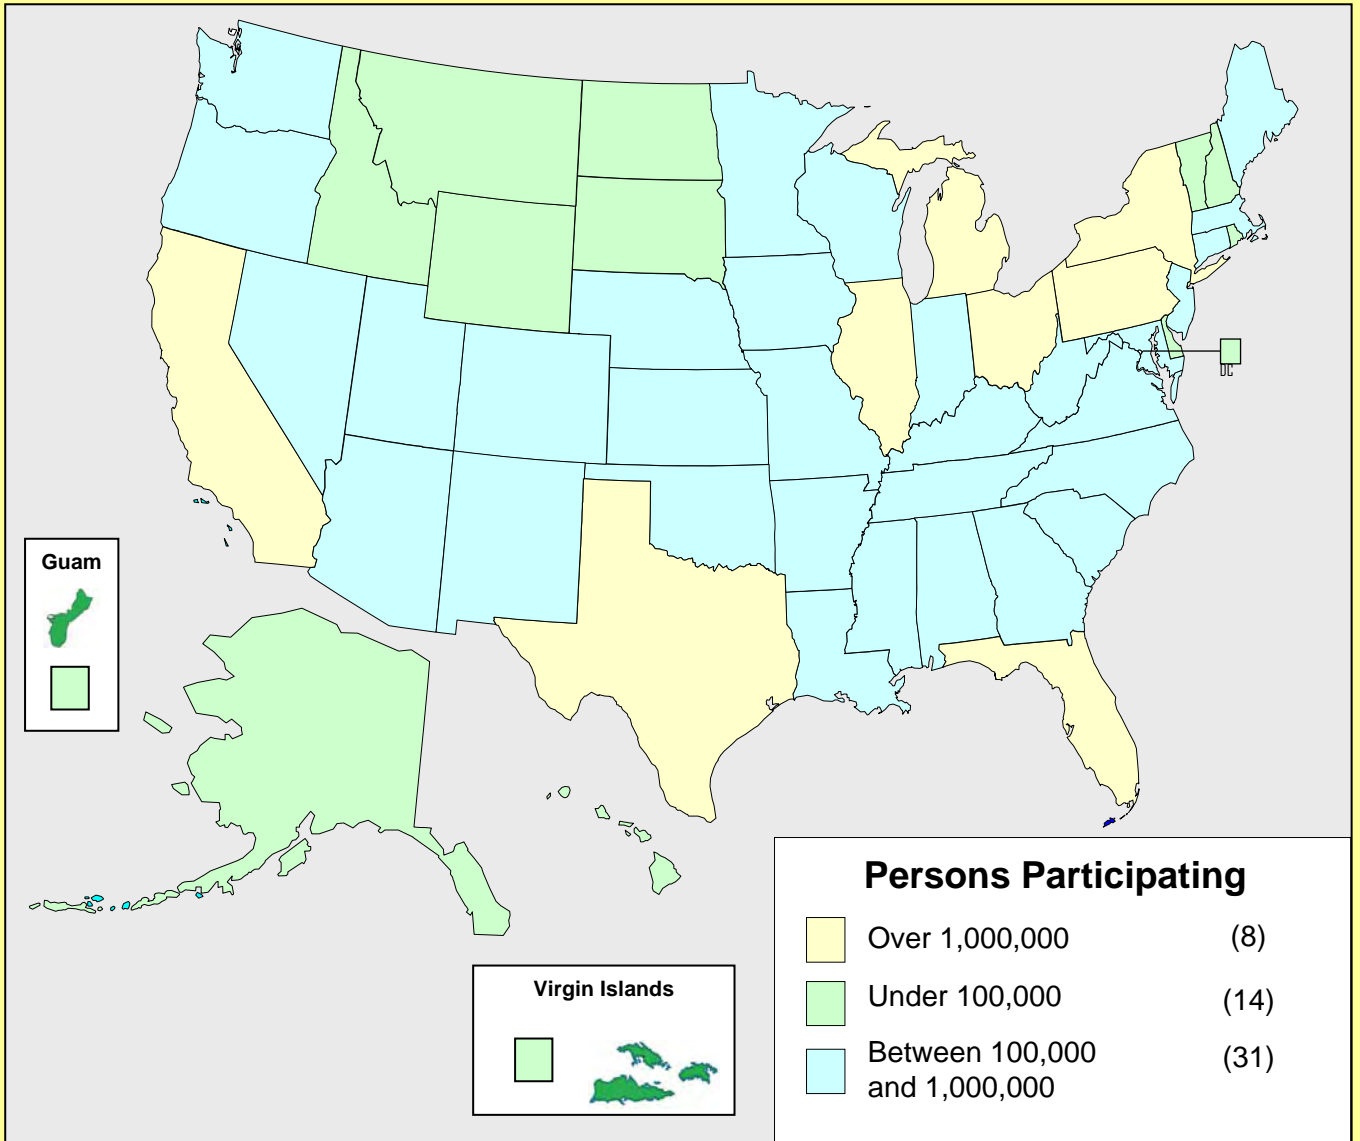 DC
Guam
Virgin Islands
Persons Participating
Over 1,000,000 (8)
Under 100,000 (14)
Between 100,000 (31)
and 1,000,000